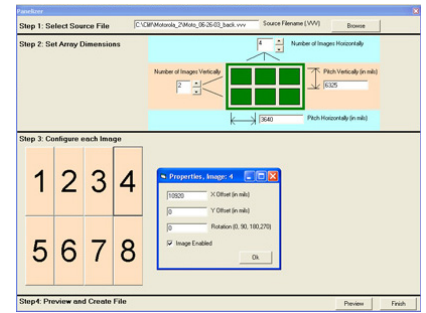 Panelizer
Step 1: Select Source File
C:\CIM\Motorola_2\Moto_06-26-03_back.vvv
Source Filename (.VVV)
Browse
Step 2: Set Array Dimensions
4
Number of Images Horizontally
Number of Images Vertically
2
Pitch Vertically (in mils)
6325
3640
Pitch Horizontally (in mils)
Step 3: Configure each Image
1 2 3 4
5 6 7 8
Properties, Image: 4
10920 X Offset (in mils)
0 Y Offset (in mils)
0 Rotation (0, 90, 180,270)
Image Enabled
Ok
Step4: Preview and Create File
Preview
Finish